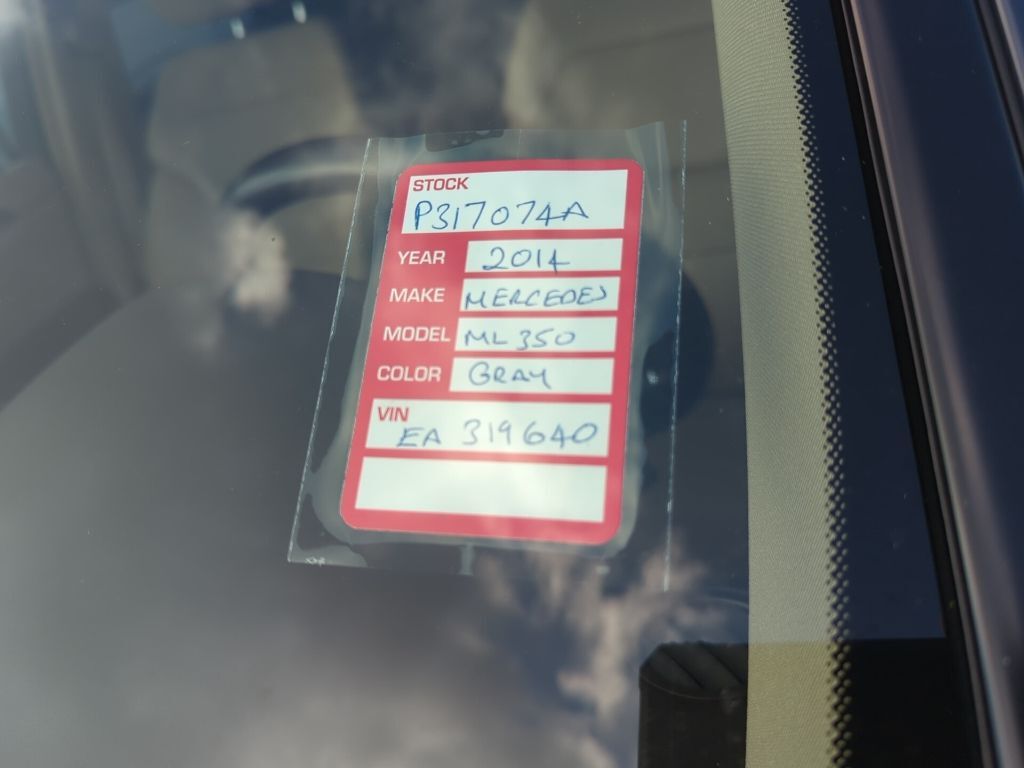 STOCK
P317074A
YEAR 2014
MAKE MERCEDES
MODEL ML 350
COLOR GRAY
VIN
EA 319640